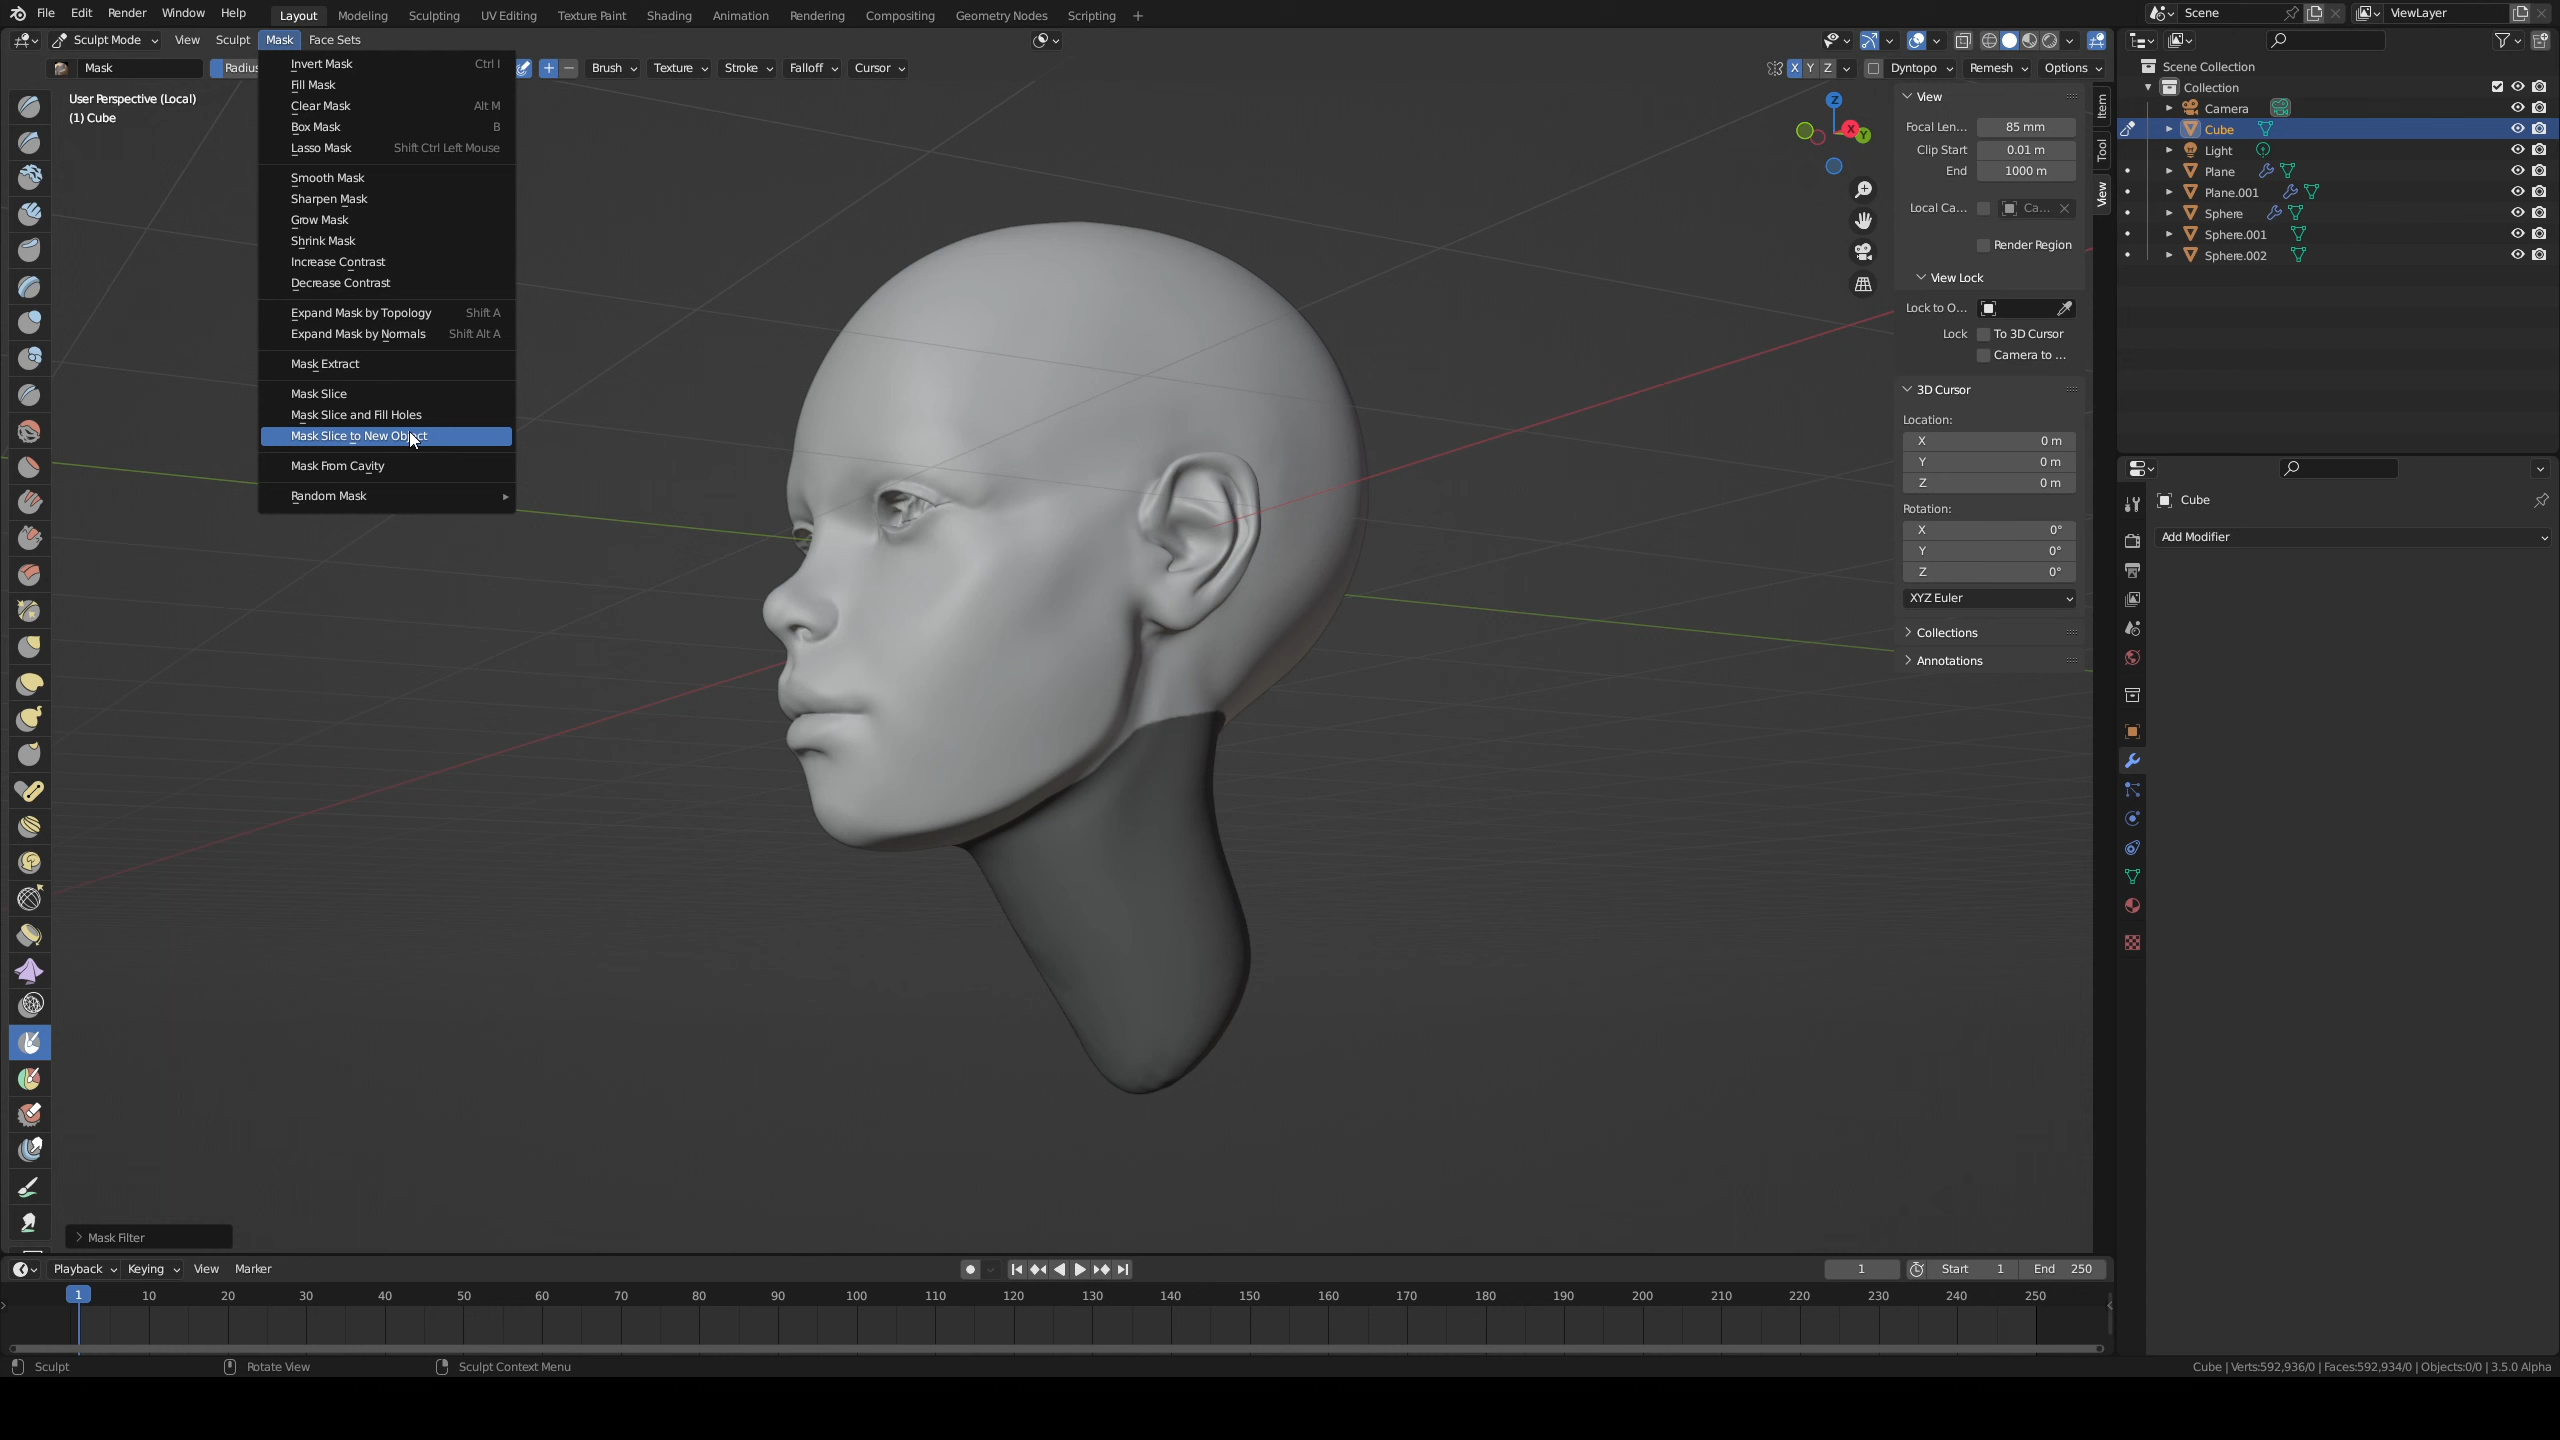 File Edit Render Window Help Layout Modeling Sculpting UV Editing Texture Paint Shading Animation Rendering Compositing Geometry Nodes Scripting + Scene ViewLayer
Sculpt Mode View Sculpt Mask Face Sets
Mask Radius Brush Texture Stroke Falloff Cursor X Y Z Dyntopo Remesh Options
User Perspective (Local)
(1) Cube
Invert Mask Ctrl I
Fill Mask
Clear Mask Alt M
Box Mask B
Lasso Mask Shift Ctrl Left Mouse
Smooth Mask
Sharpen Mask
Grow Mask
Shrink Mask
Increase Contrast
Decrease Contrast
Expand Mask by Topology Shift A
Expand Mask by Normals Shift Alt A
Mask Extract
Mask Slice
Mask Slice and Fill Holes
Mask Slice to New Object
Mask From Cavity
Random Mask
Z
X
Y
View
Focal Len... 85 mm
Clip Start 0.01 m
End 1000 m
Local Ca... Ca...
Render Region
View Lock
Lock to O...
Lock To 3D Cursor
Camera to ...
3D Cursor
Location:
X 0 m
Y 0 m
Z 0 m
Rotation:
X 0°
Y 0°
Z 0°
XYZ Euler
Collections
Annotations
Item
Tool
View
Scene Collection
Collection
Camera
Cube
Light
Plane
Plane.001
Sphere
Sphere.001
Sphere.002
Cube
Add Modifier
Mask Filter
Playback Keying View Marker 1 Start 1 End 250
1 10 20 30 40 50 60 70 80 90 100 110 120 130 140 150 160 170 180 190 200 210 220 230 240 250
Sculpt Rotate View Sculpt Context Menu Cube | Verts:592,936/0 | Faces:592,934/0 | Objects:0/0 | 3.5.0 Alpha